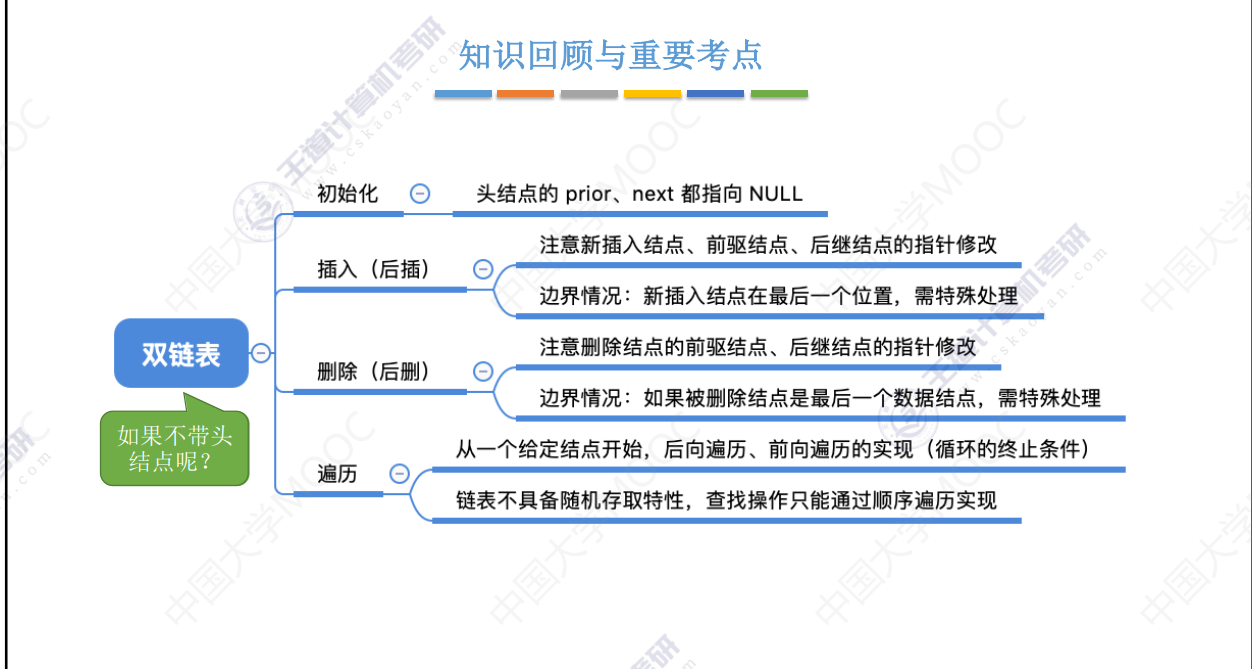 知识回顾与重要考点
初始化
头结点的 prior、next 都指向 NULL
插入（后插）
注意新插入结点、前驱结点、后继结点的指针修改
边界情况：新插入结点在最后一个位置，需特殊处理
双链表
如果不带头
结点呢？
删除（后删）
注意删除结点的前驱结点、后继结点的指针修改
边界情况：如果被删除结点是最后一个数据结点，需特殊处理
遍历
从一个给定结点开始，后向遍历、前向遍历的实现（循环的终止条件）
链表不具备随机存取特性，查找操作只能通过顺序遍历实现
王道计算机考研
www.cskaoyan.com
中国大学MOOC